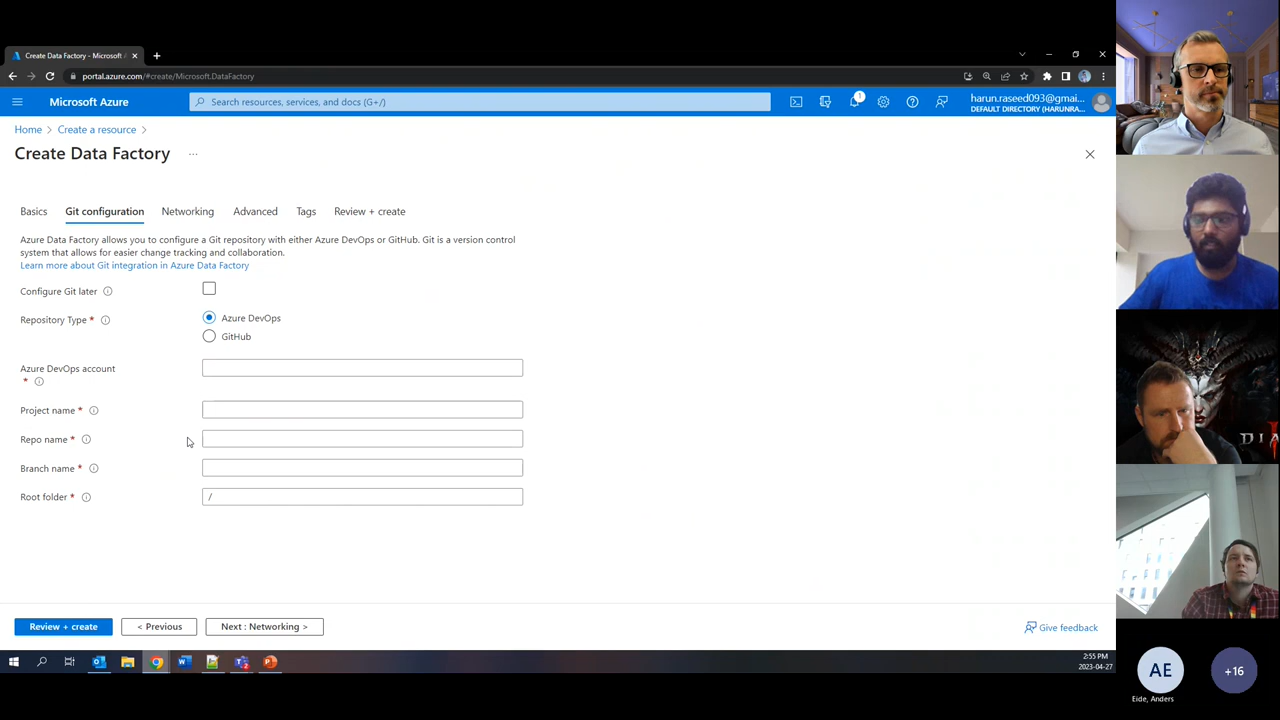 Create Data Factory - Microsoft
portal.azure.com/#create/Microsoft.DataFactory
Microsoft Azure
Search resources, services, and docs (G+/)
1
harun.raseed093@gmai...
DEFAULT DIRECTORY (HARUNRA...
Home > Create a resource >
Create Data Factory ...
Basics Git configuration Networking Advanced Tags Review + create
Azure Data Factory allows you to configure a Git repository with either Azure DevOps or GitHub. Git is a version control
system that allows for easier change tracking and collaboration.
Learn more about Git integration in Azure Data Factory
Configure Git later
Repository Type *
Azure DevOps
GitHub
Azure DevOps account
*
Project name *
Repo name *
Branch name *
Root folder *
/
Review + create
< Previous
Next : Networking >
Give feedback
2:55 PM
2023-04-27
DIA
AE
Eide, Anders
+16